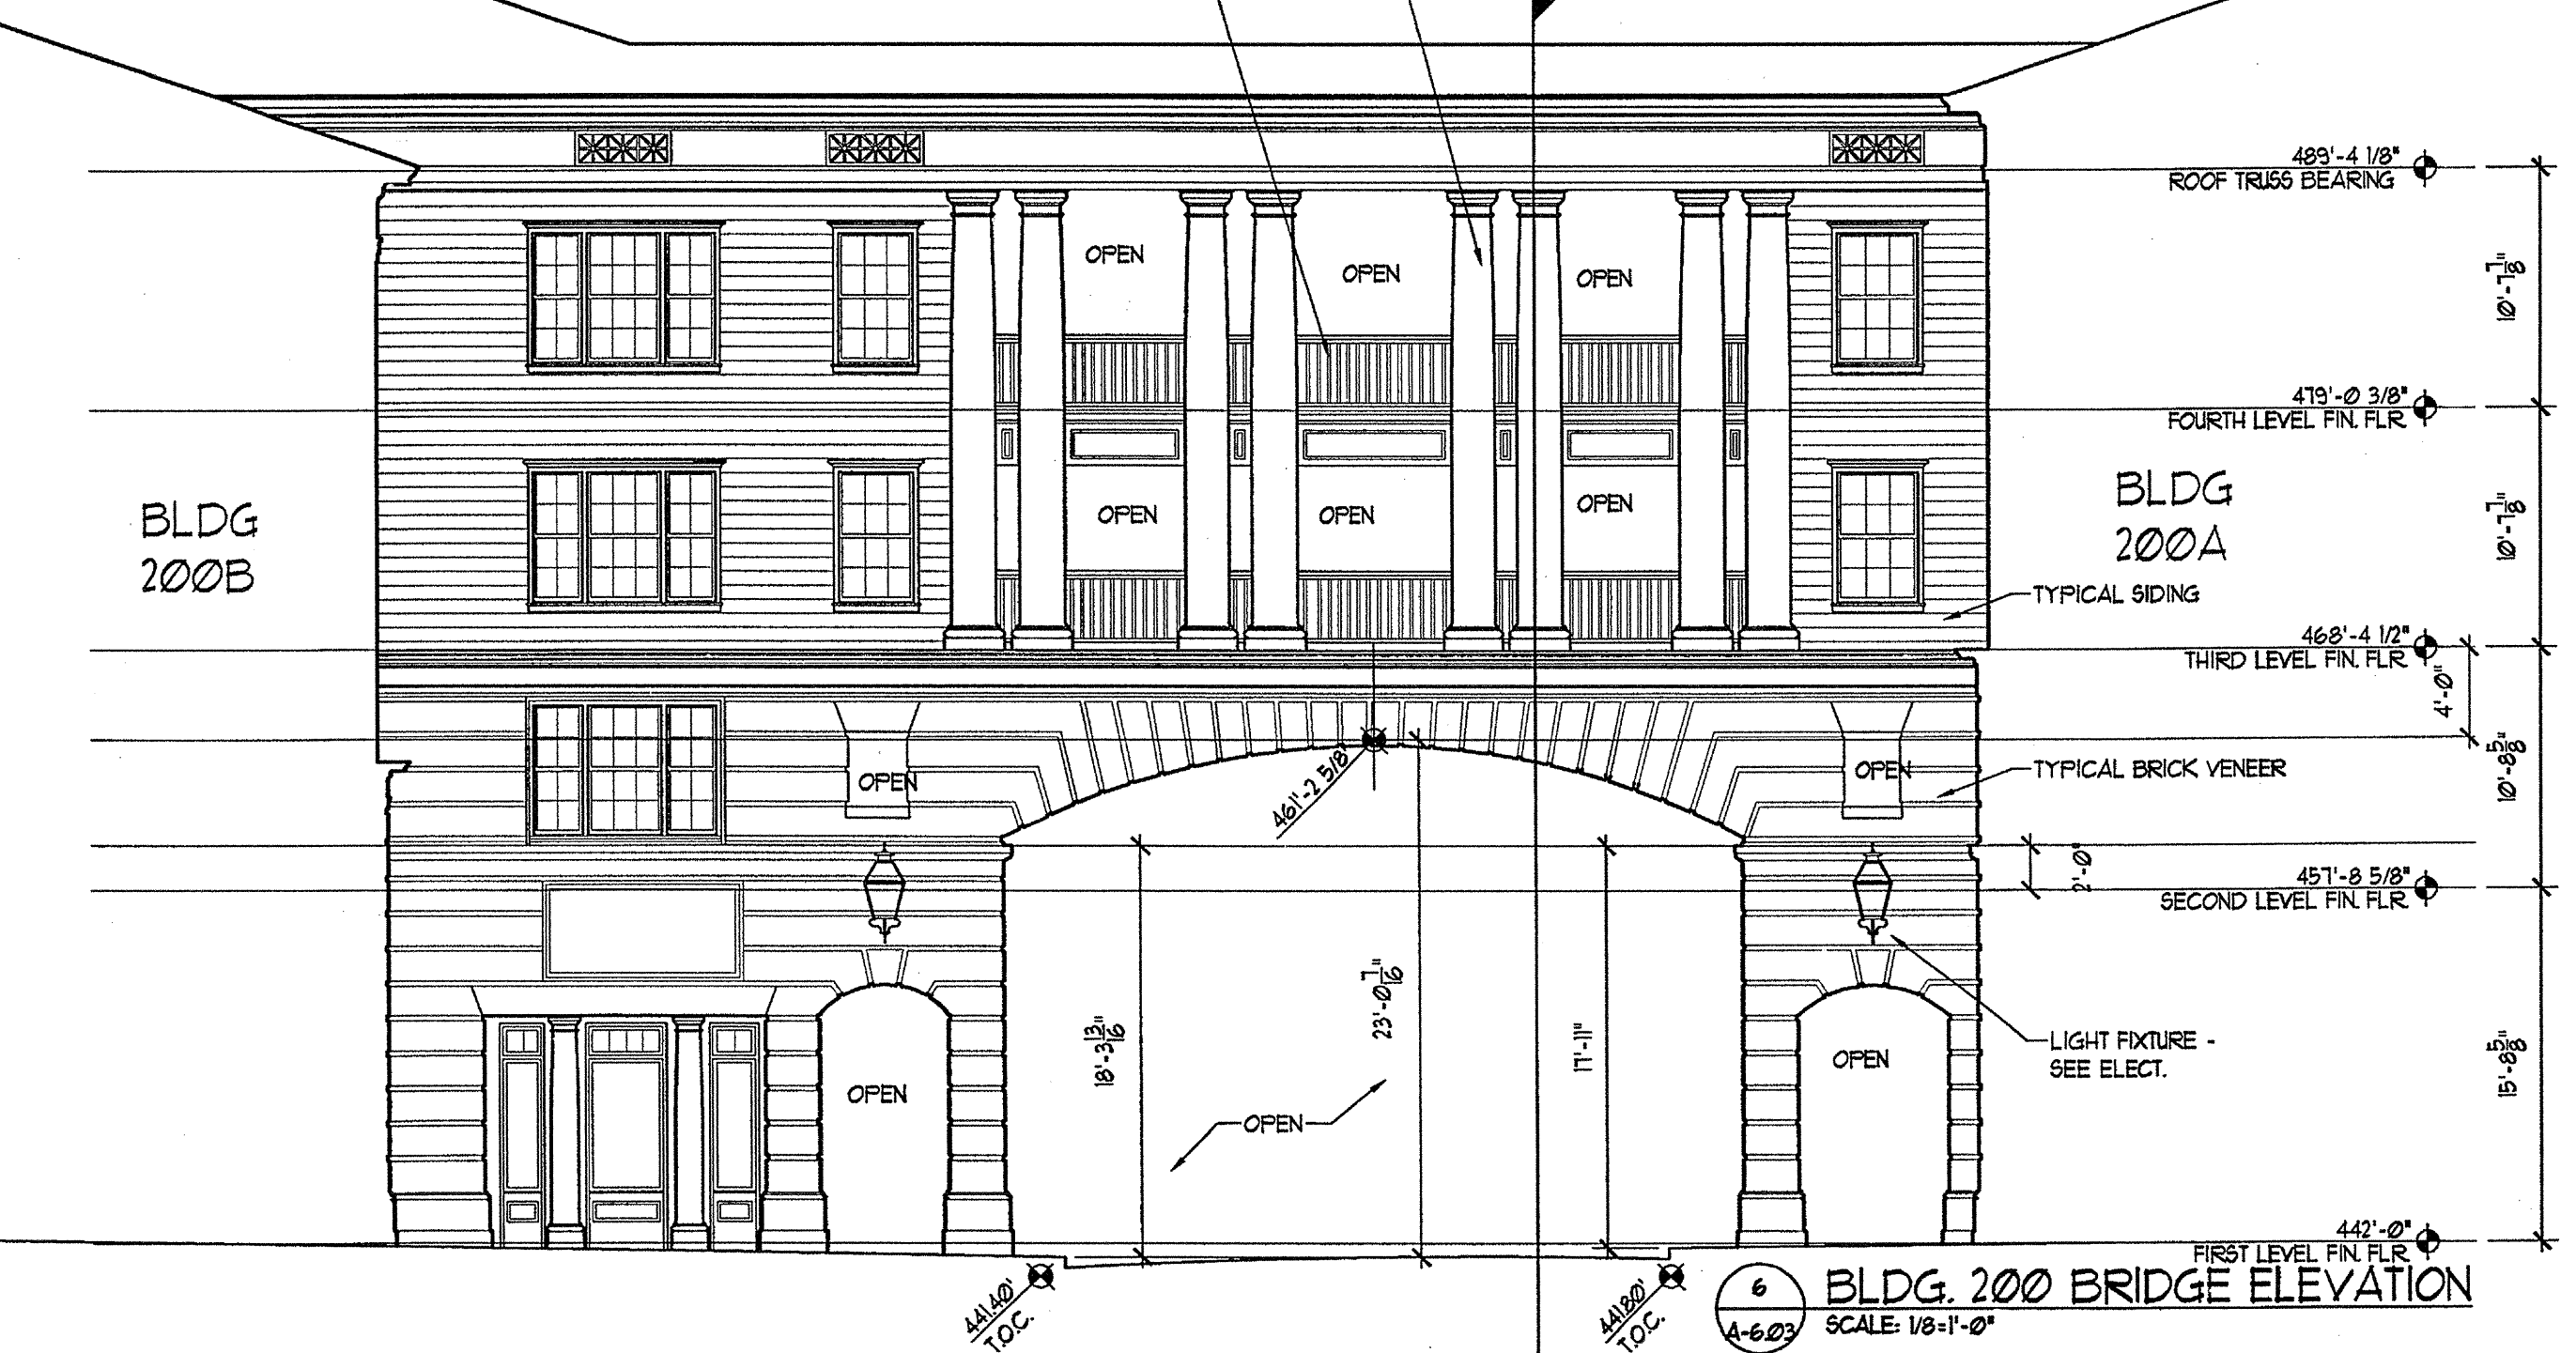 489'-4 1/8"
ROOF TRUSS BEARING
OPEN
OPEN
OPEN
10'-7 7/8"
479'-0 3/8"
FOURTH LEVEL FIN. FLR.
BLDG
200B
OPEN
OPEN
OPEN
BLDG
200A
10'-7 7/8"
TYPICAL SIDING
468'-4 1/2"
THIRD LEVEL FIN. FLR.
4'-0"
OPEN
461'-2 5/8"
OPEN
TYPICAL BRICK VENEER
10'-8 5/8"
2'-0"
457'-8 5/8"
SECOND LEVEL FIN. FLR.
18'-3 13/16"
23'-0 7/16"
17'-11"
OPEN
OPEN
OPEN
LIGHT FIXTURE -
SEE ELECT.
15'-8 5/8"
442'-0"
FIRST LEVEL FIN. FLR.
441.40'
T.O.C.
441.80'
T.O.C.
6
A-6.03
BLDG. 200 BRIDGE ELEVATION
SCALE: 1/8=1'-0"